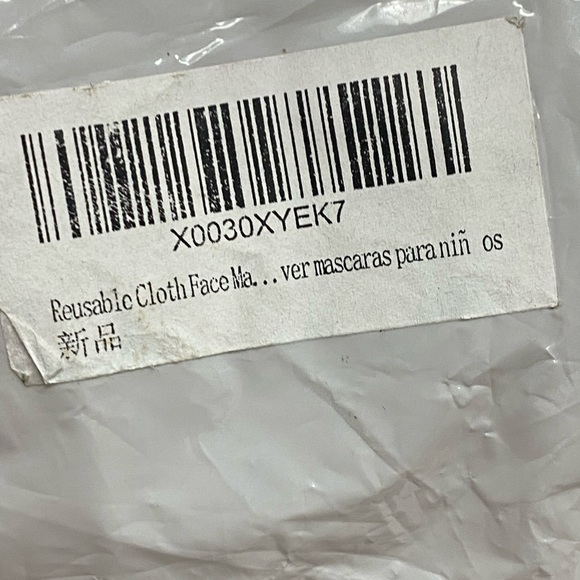 X0030XYEK7
Reusable Cloth Face Ma...ver mascaras para niñ os
新品